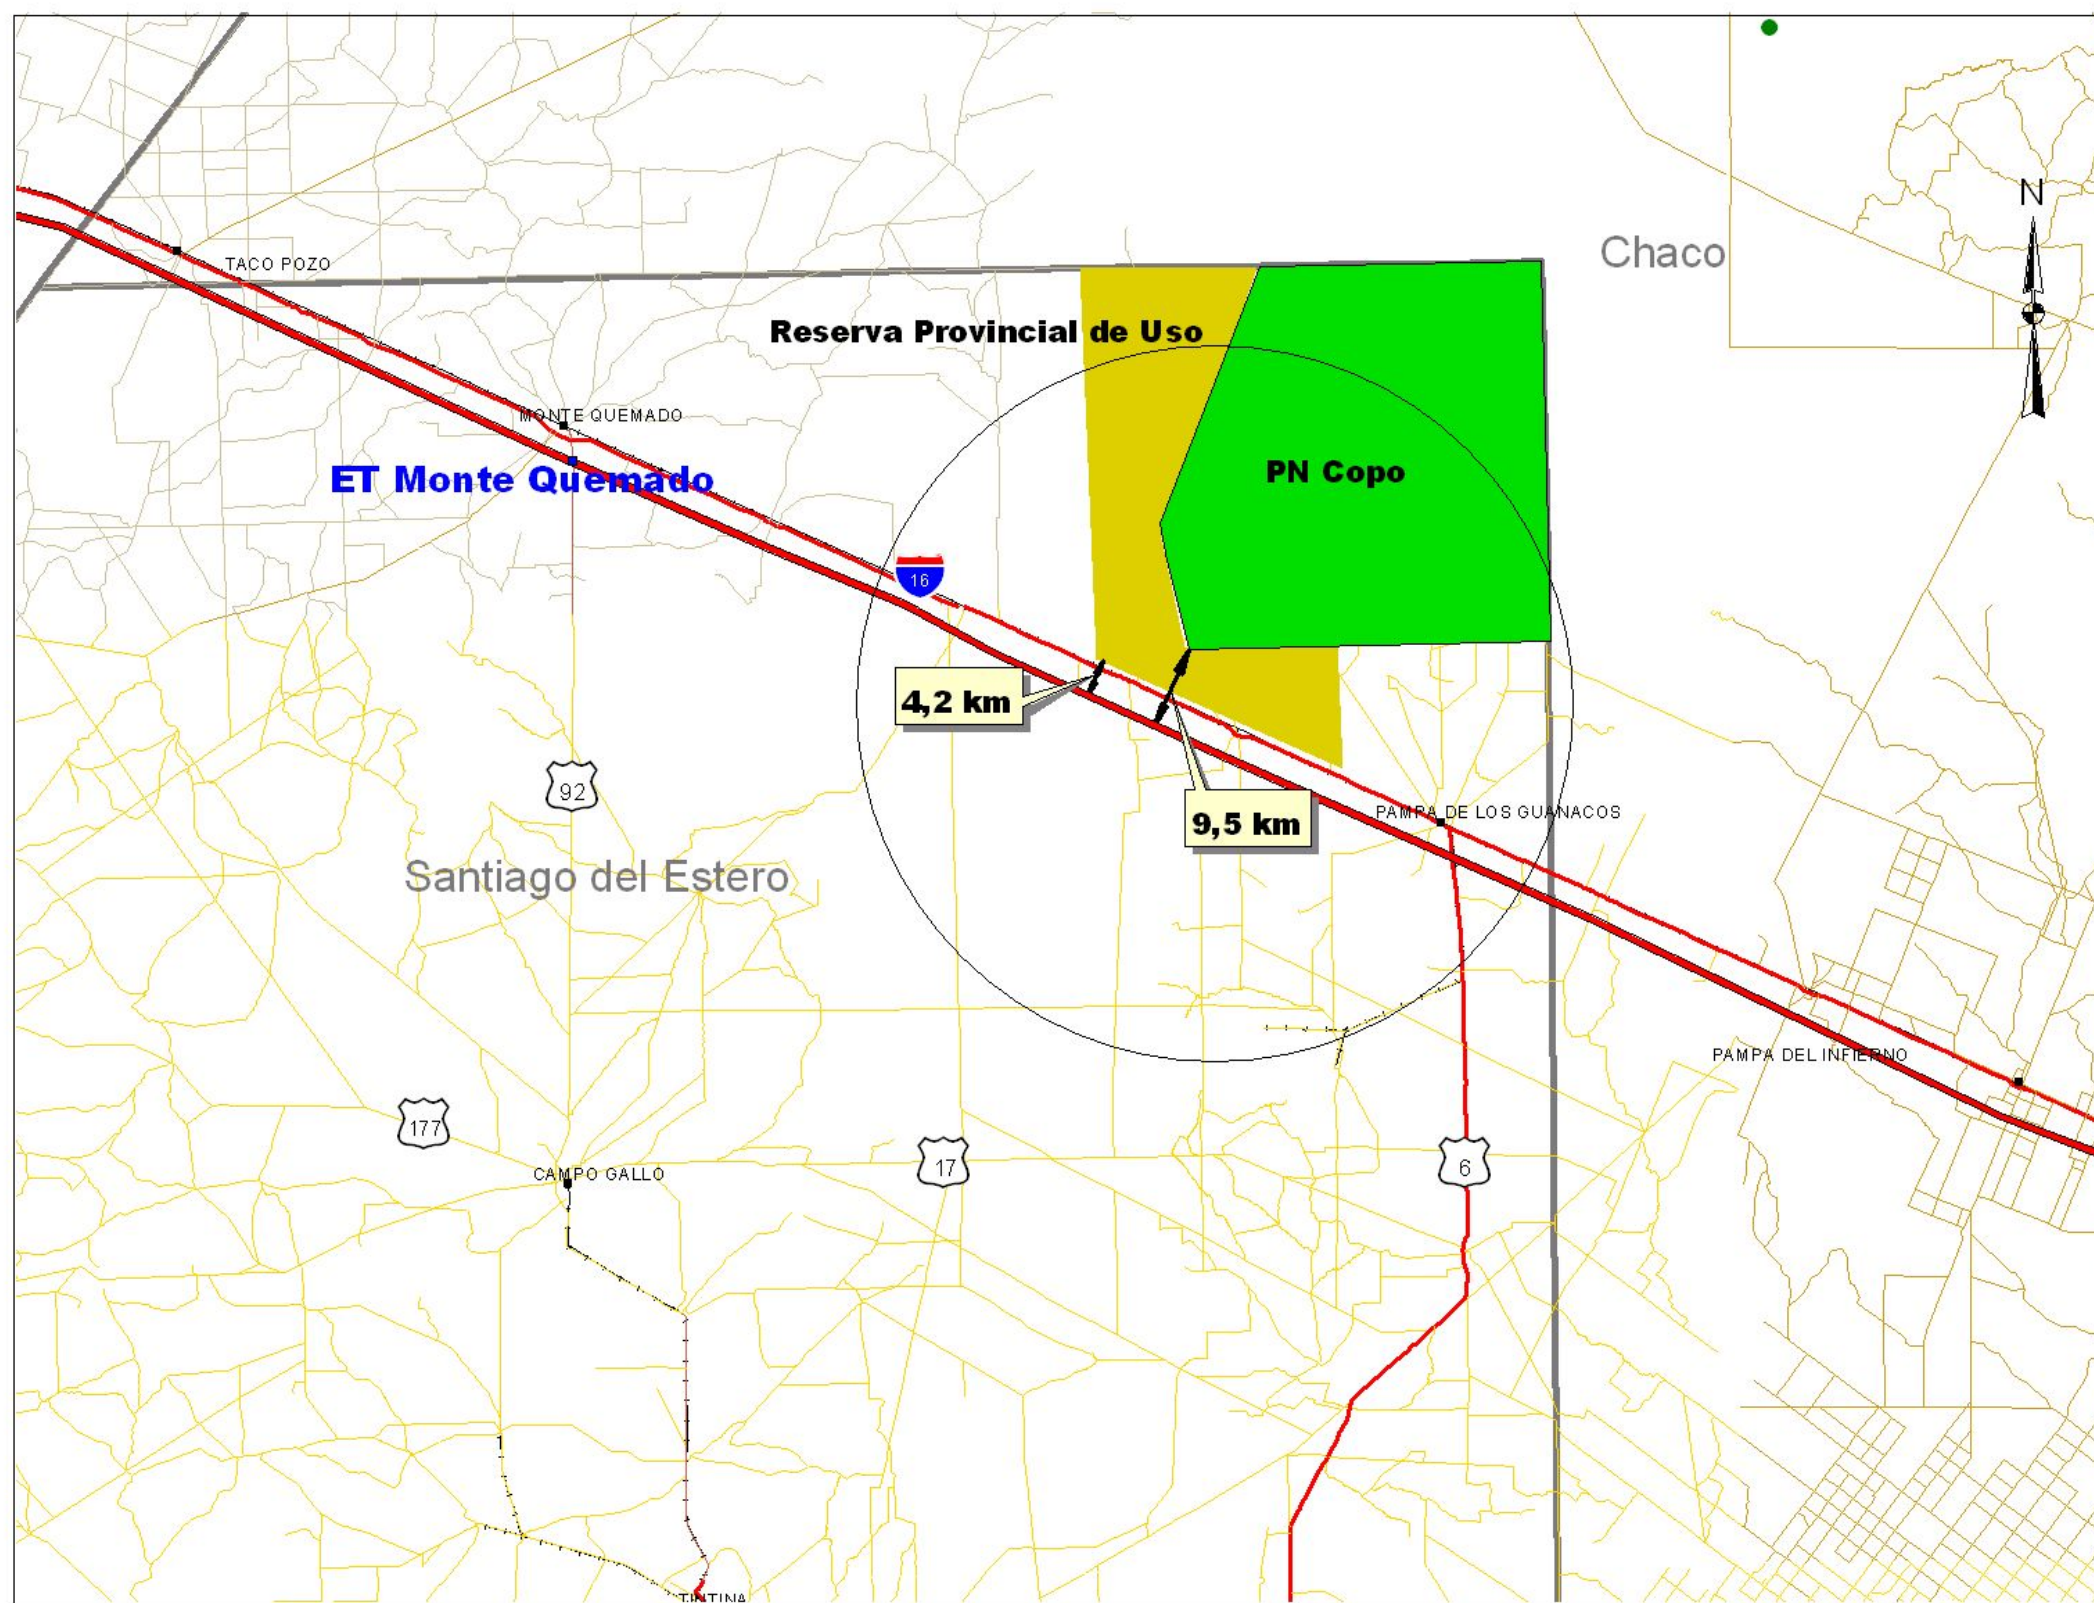 N
Chaco
TACO POZO
Reserva Provincial de Uso
MONTE QUEMADO
ET Monte Quemado
PN Copo
16
4,2 km
92
9,5 km
PAMPA DE LOS GUANACOS
Santiago del Estero
PAMPA DEL INFIERNO
177
17
6
CAMPO GALLO
TINTINA